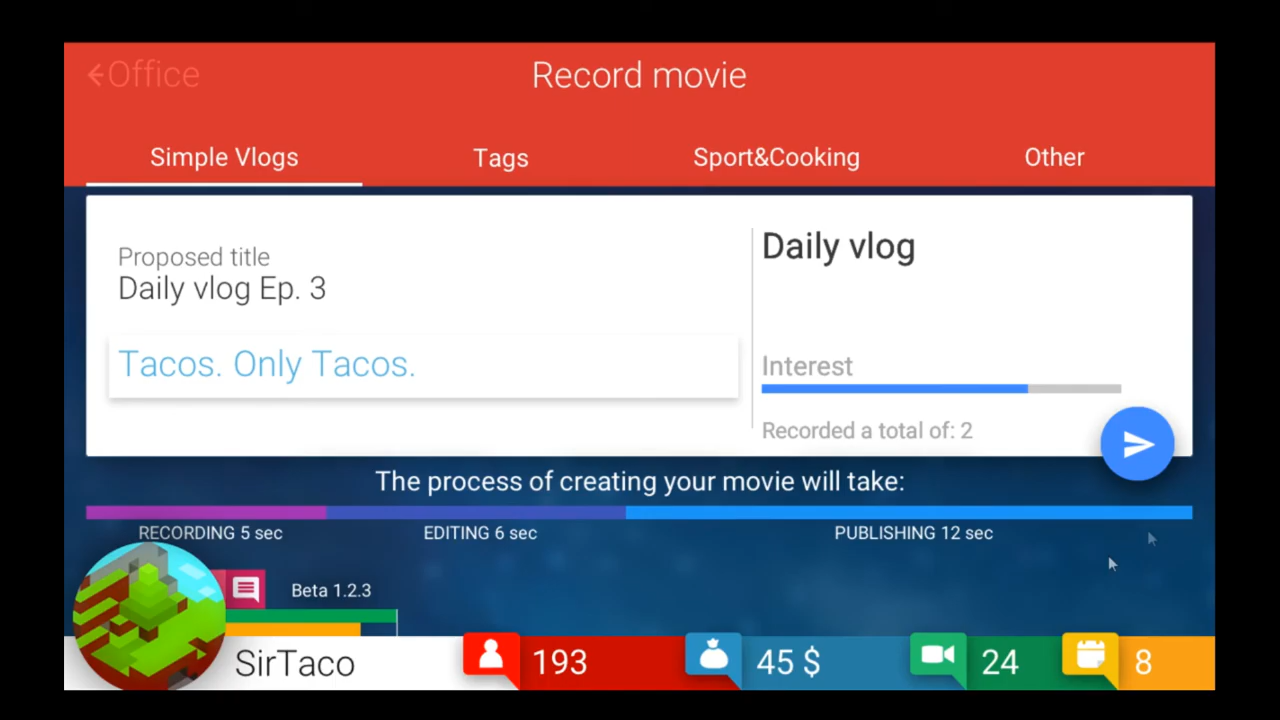 Office
Record movie
Simple Vlogs
Tags
Sport&Cooking
Other
Proposed title
Daily vlog Ep. 3
Tacos. Only Tacos.
Daily vlog
Interest
Recorded a total of: 2
The process of creating your movie will take:
RECORDING 5 sec
EDITING 6 sec
PUBLISHING 12 sec
Beta 1.2.3
SirTaco
193
45 $
24
8